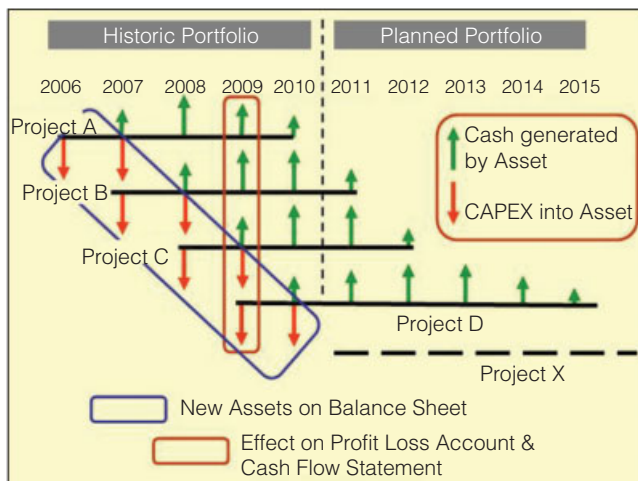 Historic Portfolio
Planned Portfolio
2006 2007 2008 2009 2010 2011 2012 2013 2014 2015
Project A
Cash generated
by Asset
Project B
CAPEX into Asset
Project C
Project D
Project X
New Assets on Balance Sheet
Effect on Profit Loss Account &
Cash Flow Statement